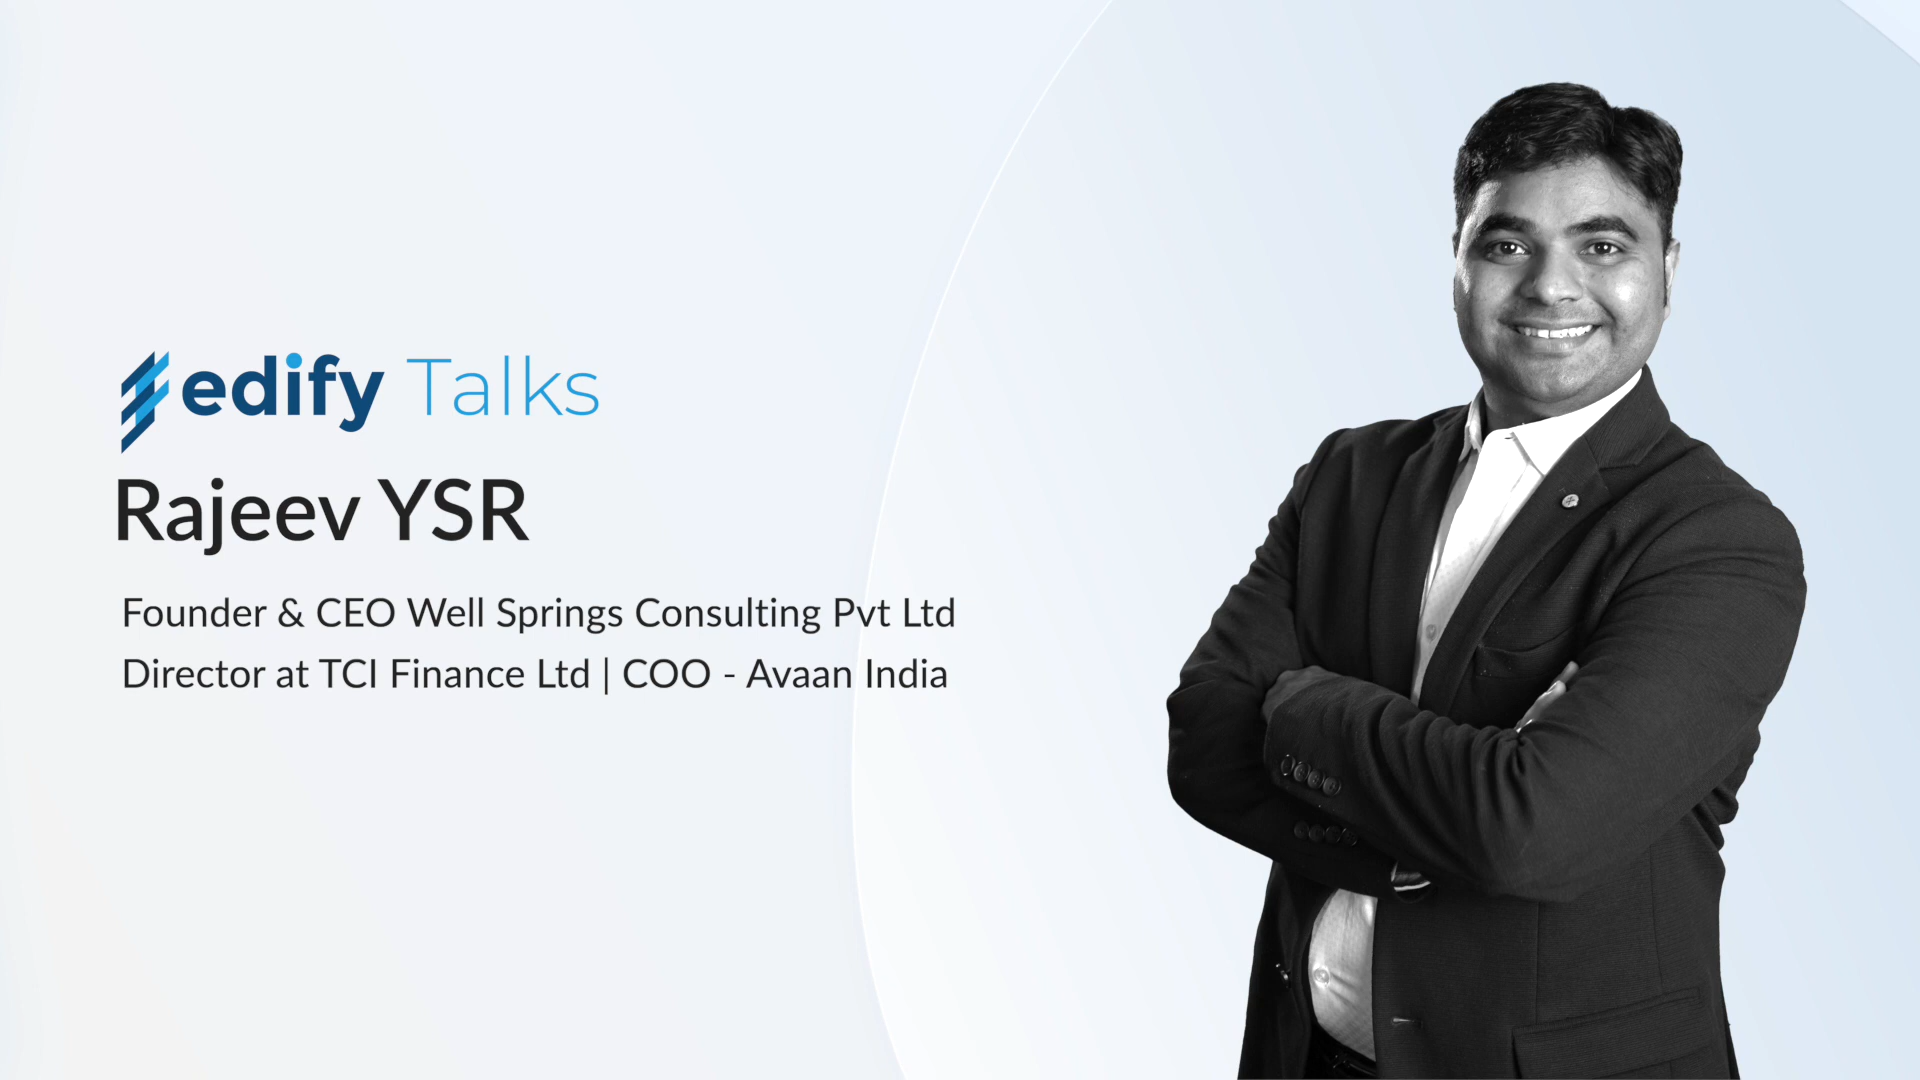 edify Talks
Rajeev YSR
Founder & CEO Well Springs Consulting Pvt Ltd
Director at TCI Finance Ltd | COO - Avaan India